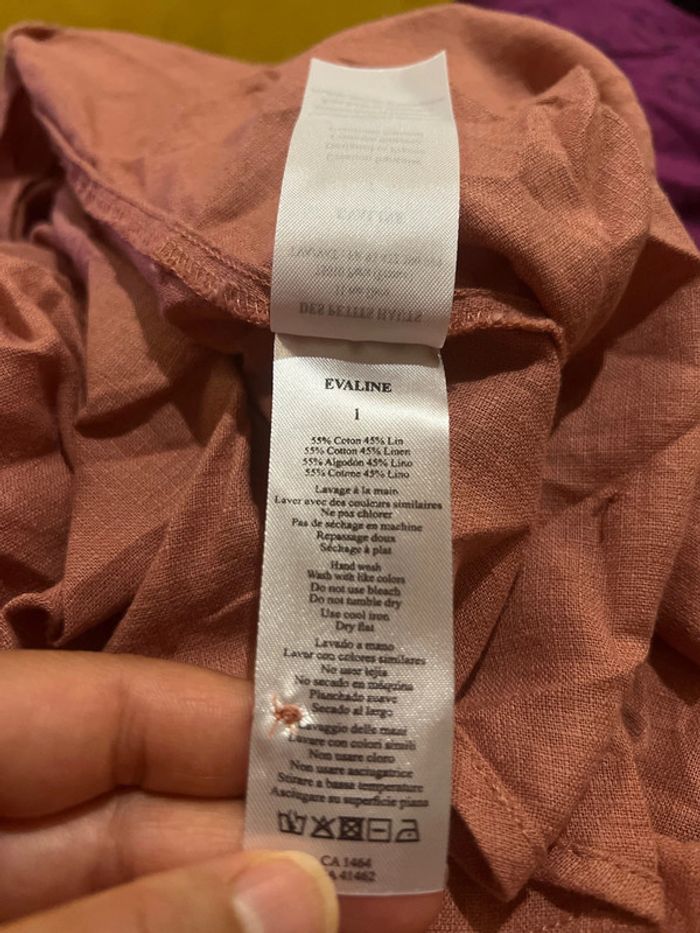 DES PETITS HAUTS
EVALINE
EVALINE
1
55% Coton 45% Lin
55% Cotton 45% Linen
55% Algodón 45% Lino
55% Cotone 45% Lino
Lavage à la main
Laver avec des couleurs similaires
Ne pas chlorer
Pas de séchage en machine
Repassage doux
Séchage à plat
Hand wash
Wash with like colors
Do not use bleach
Do not tumble dry
Use cool iron
Dry flat
Lavado a mano
Lavar con colores similares
No usar lejia
No secado en máquina
Planchado suave
Secado al largo
Lavaggio delle mani
Lavare con colori simili
Non usare cloro
Non usare asciugatrice
Stirare a bassa temperature
Asciugare su superficie piana
CA 1464
A 41462